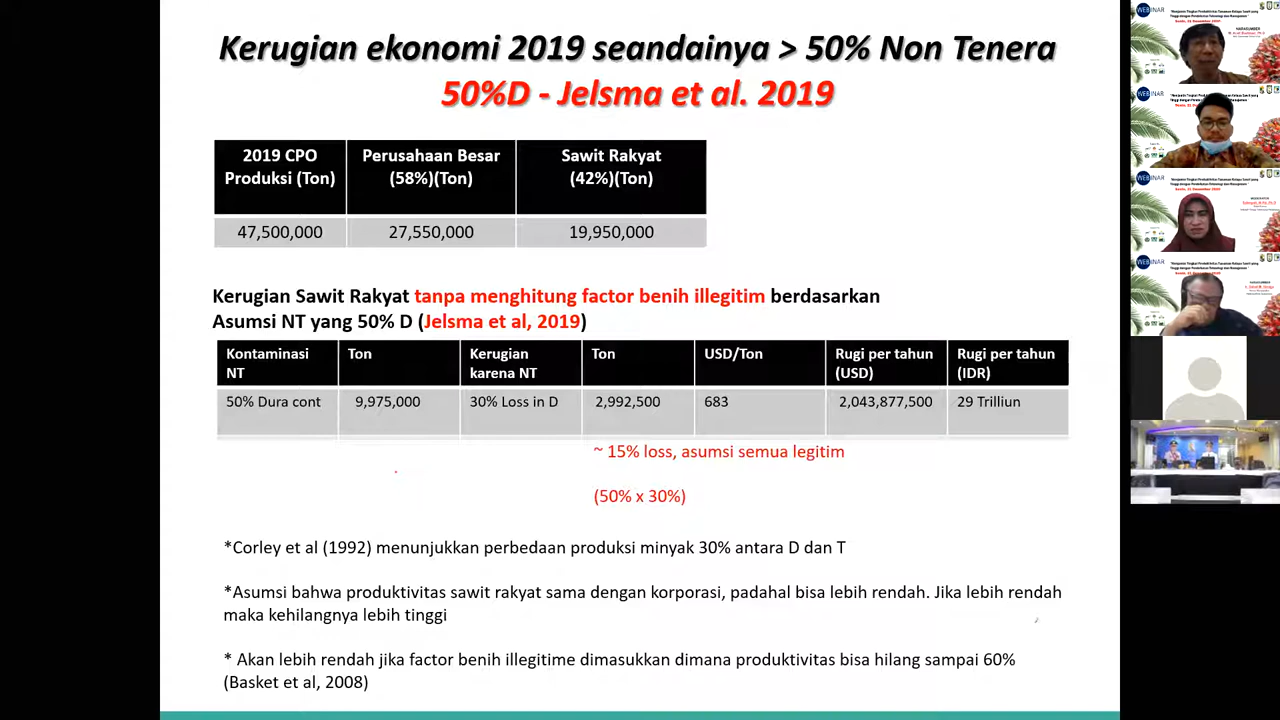 Kerugian ekonomi 2019 seandainya > 50% Non Tenera
50%D - Jelsma et al. 2019
2019 CPO Produksi (Ton)
Perusahaan Besar (58%)(Ton)
Sawit Rakyat (42%)(Ton)
47,500,000
27,550,000
19,950,000
Kerugian Sawit Rakyat tanpa menghitung factor benih illegitim berdasarkan
Asumsi NT yang 50% D (Jelsma et al, 2019)
Kontaminasi NT
Ton
Kerugian karena NT
Ton
USD/Ton
Rugi per tahun (USD)
Rugi per tahun (IDR)
50% Dura cont
9,975,000
30% Loss in D
2,992,500
683
2,043,877,500
29 Trilliun
~ 15% loss, asumsi semua legitim
(50% x 30%)
*Corley et al (1992) menunjukkan perbedaan produksi minyak 30% antara D dan T
*Asumsi bahwa produktivitas sawit rakyat sama dengan korporasi, padahal bisa lebih rendah. Jika lebih rendah
maka kehilangnya lebih tinggi
* Akan lebih rendah jika factor benih illegitime dimasukkan dimana produktivitas bisa hilang sampai 60%
(Basket et al, 2008)
WEBINAR
NARASUMBER
WEBINAR
WEBINAR
MODERATOR
WEBINAR
NARASUMBER